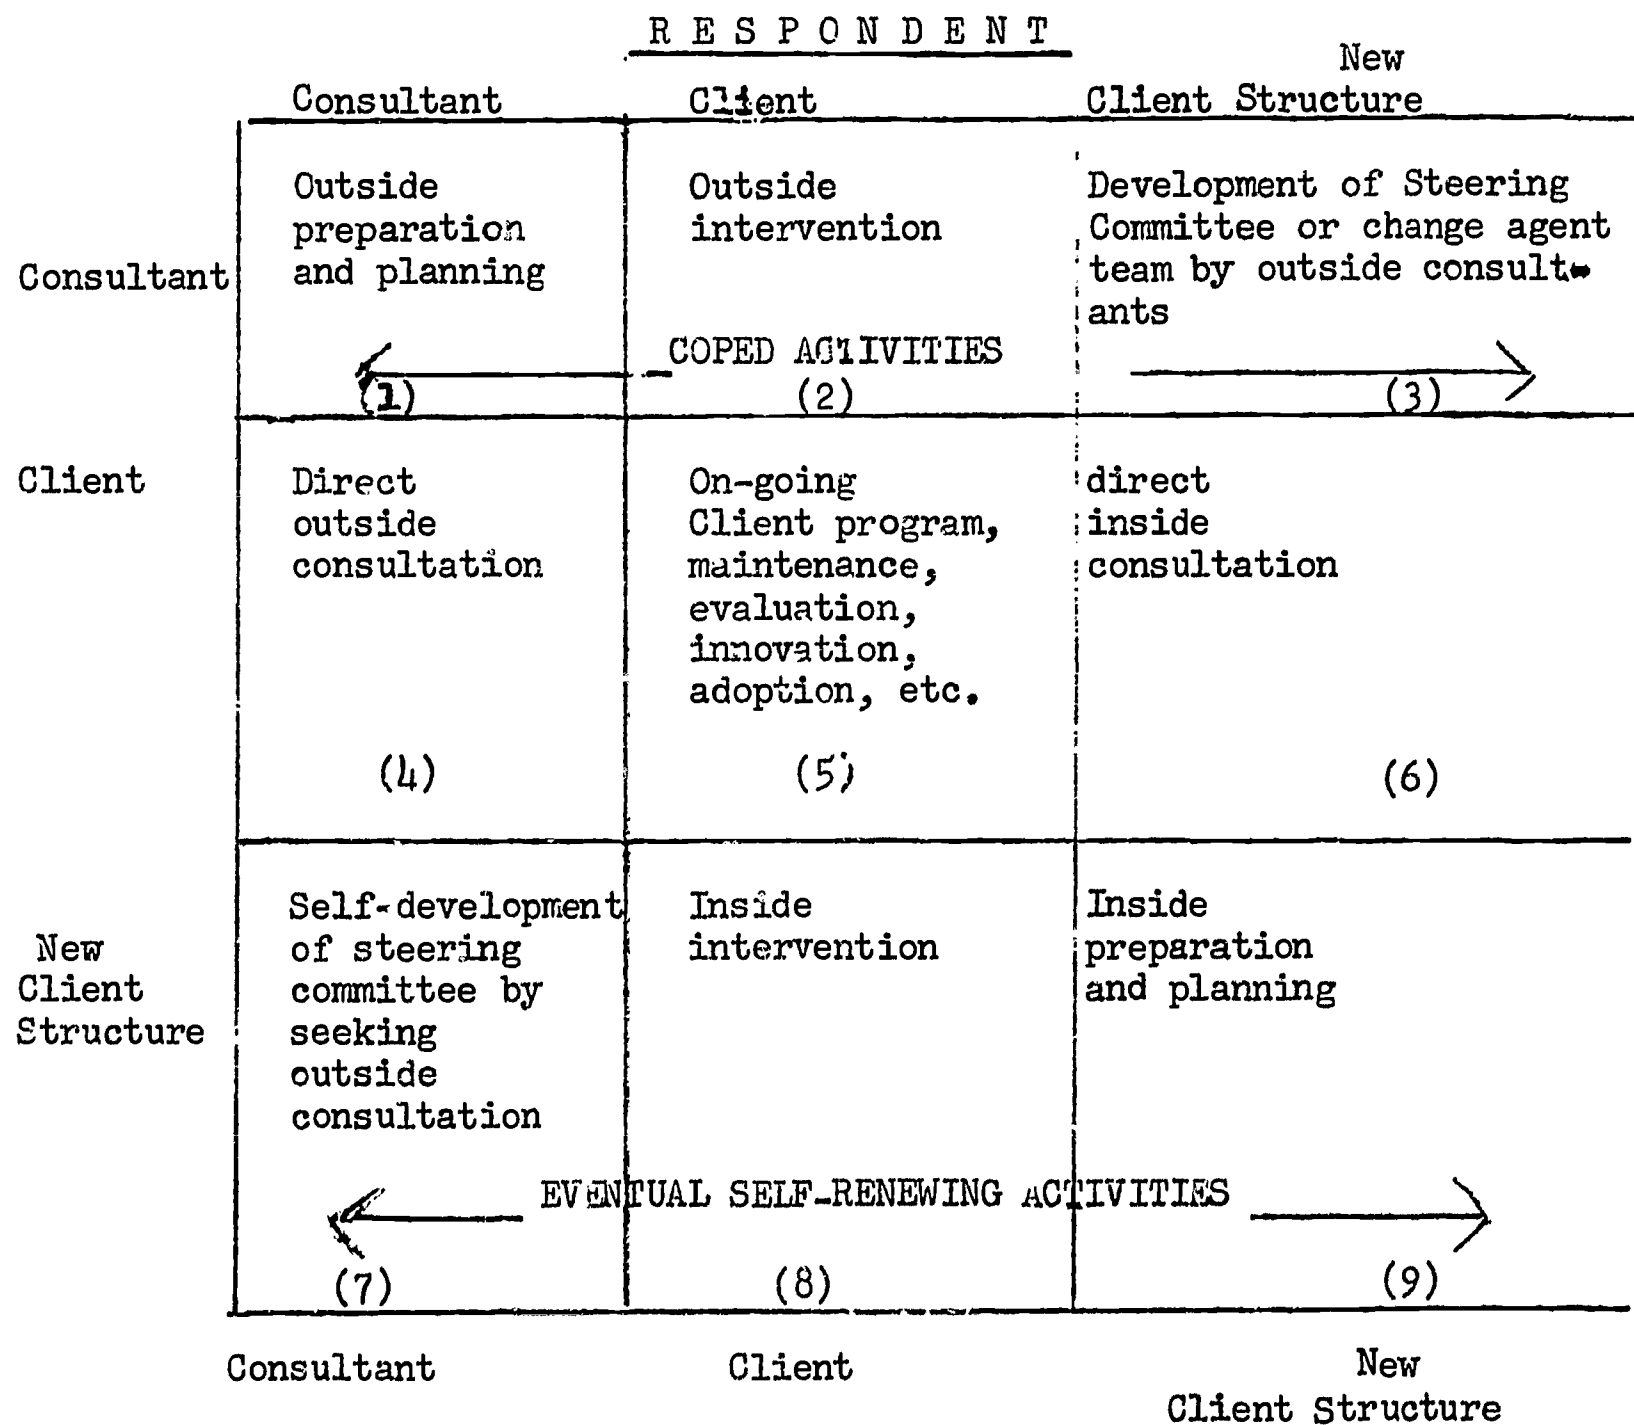 R E S P O N D E N T
New
Consultant Client Client Structure
Consultant
Outside
preparation
and planning
(1)
Outside
intervention
COPED ACTIVITIES
(2)
Development of Steering
Committee or change agent
team by outside consult-
ants
(3)
Client
Direct
outside
consultation
(4)
On-going
Client program,
maintenance,
evaluation,
innovation,
adoption, etc.
(5)
direct
inside
consultation
(6)
New
Client
Structure
Self-development
of steering
committee by
seeking
outside
consultation
(7)
Inside
intervention
EVENTUAL SELF-RENEWING ACTIVITIES
(8)
Inside
preparation
and planning
(9)
Consultant Client New
Client Structure